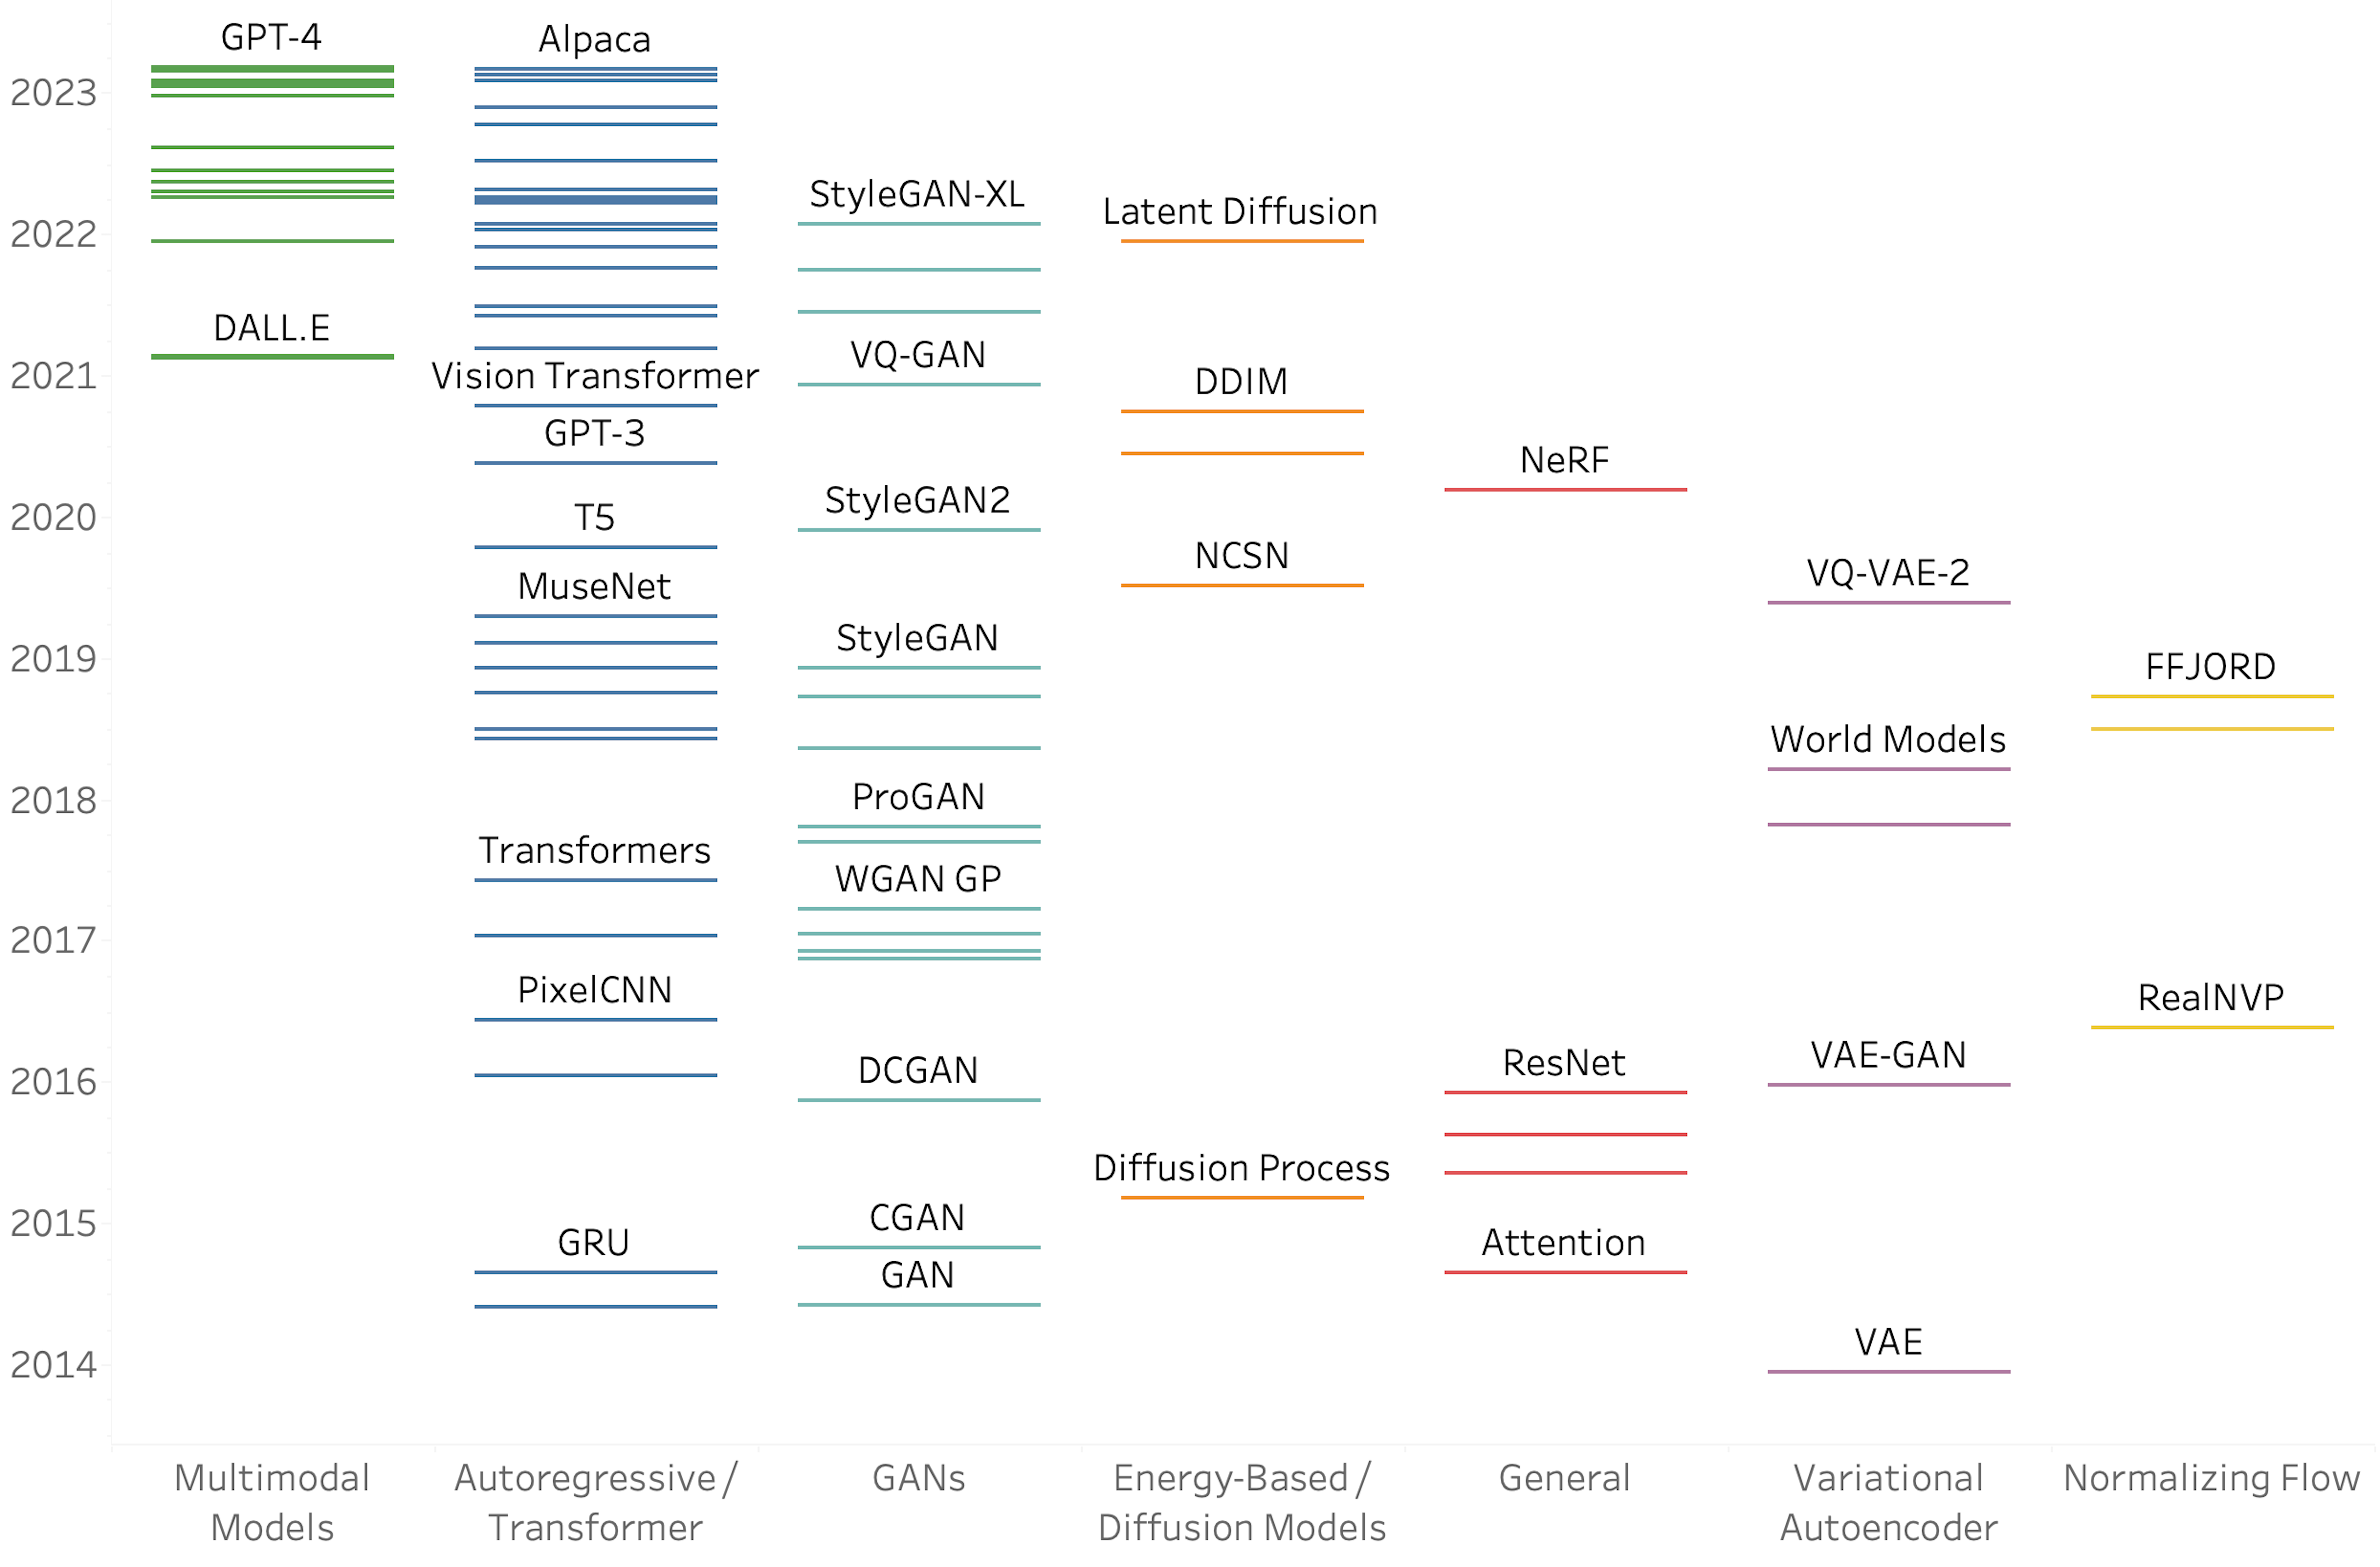 GPT-4
Alpaca
2023
StyleGAN-XL
Latent Diffusion
2022
DALL.E
VQ-GAN
2021
Vision Transformer
DDIM
GPT-3
NeRF
StyleGAN2
2020
T5
NCSN
VQ-VAE-2
MuseNet
StyleGAN
2019
FFJORD
World Models
2018
ProGAN
Transformers
WGAN GP
2017
PixelCNN
RealNVP
VAE-GAN
ResNet
DCGAN
2016
Diffusion Process
CGAN
2015
GRU
Attention
GAN
VAE
2014
Multimodal
Models
Autoregressive/
Transformer
GANs
Energy-Based/
Diffusion Models
General
Variational
Autoencoder
Normalizing Flow